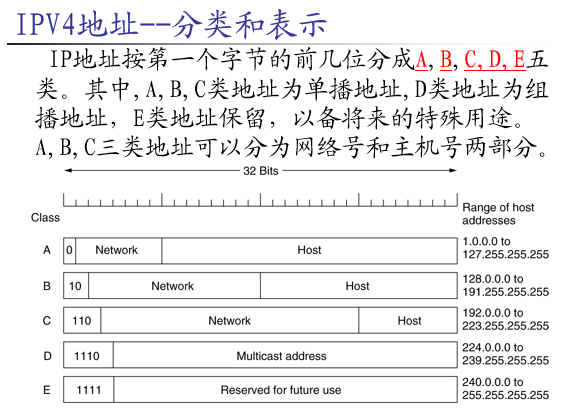 IPV4地址--分类和表示
IP地址按第一个字节的前几位分成A,B,C,D,E五
类。其中,A,B,C类地址为单播地址,D类地址为组
播地址，E类地址保留，以备将来的特殊用途。
A,B,C三类地址可以分为网络号和主机号两部分。
32 Bits
Class
Range of host
addresses
A 0 Network Host 1.0.0.0 to
127.255.255.255
B 10 Network Host 128.0.0.0 to
191.255.255.255
C 110 Network Host 192.0.0.0 to
223.255.255.255
D 1110 Multicast address 224.0.0.0 to
239.255.255.255
E 1111 Reserved for future use 240.0.0.0 to
255.255.255.255